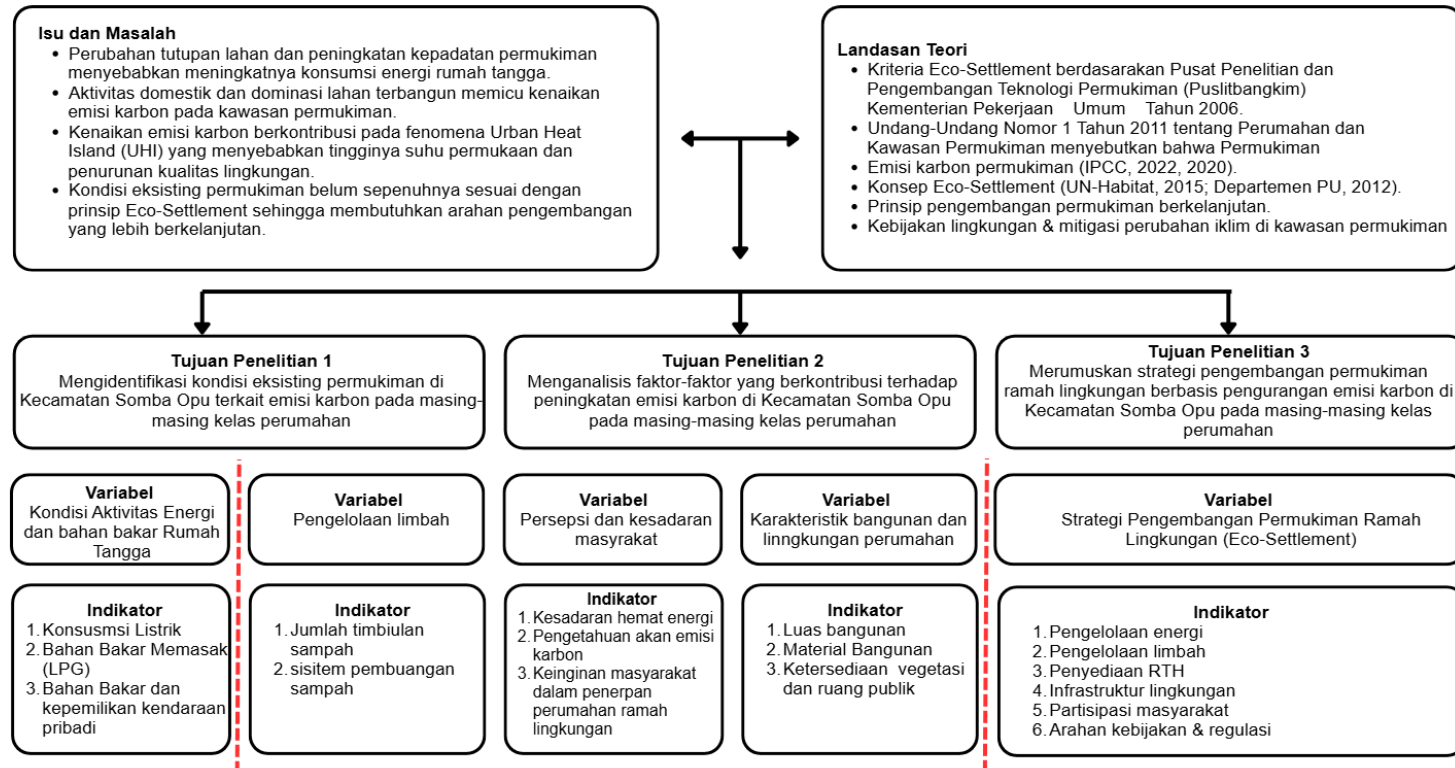 Isu dan Masalah
• Perubahan tutupan lahan dan peningkatan kepadatan permukiman
menyebabkan meningkatnya konsumsi energi rumah tangga.
• Aktivitas domestik dan dominasi lahan terbangun memicu kenaikan
emisi karbon pada kawasan permukiman.
• Kenaikan emisi karbon berkontribusi pada fenomena Urban Heat
Island (UHI) yang menyebabkan tingginya suhu permukaan dan
penurunan kualitas lingkungan.
• Kondisi eksisting permukiman belum sepenuhnya sesuai dengan
prinsip Eco-Settlement sehingga membutuhkan arahan pengembangan
yang lebih berkelanjutan.
Landasan Teori
• Kriteria Eco-Settlement berdasarakan Pusat Penelitian dan
Pengembangan Teknologi Permukiman (Puslitbangkim)
Kementerian Pekerjaan Umum Tahun 2006.
• Undang-Undang Nomor 1 Tahun 2011 tentang Perumahan dan
Kawasan Permukiman menyebutkan bahwa Permukiman
• Emisi karbon permukiman (IPCC, 2022, 2020).
• Konsep Eco-Settlement (UN-Habitat, 2015; Departemen PU, 2012).
• Prinsip pengembangan permukiman berkelanjutan.
• Kebijakan lingkungan & mitigasi perubahan iklim di kawasan permukiman
Tujuan Penelitian 1
Mengidentifikasi kondisi eksisting permukiman di
Kecamatan Somba Opu terkait emisi karbon pada masing-
masing kelas perumahan
Tujuan Penelitian 2
Menganalisis faktor-faktor yang berkontribusi terhadap
peningkatan emisi karbon di Kecamatan Somba Opu
pada masing-masing kelas perumahan
Tujuan Penelitian 3
Merumuskan strategi pengembangan permukiman
ramah lingkungan berbasis pengurangan emisi karbon di
Kecamatan Somba Opu pada masing-masing kelas
perumahan
Variabel
Kondisi Aktivitas Energi
dan bahan bakar Rumah
Tangga
Variabel
Pengelolaan limbah
Variabel
Persepsi dan kesadaran
masyrakat
Variabel
Karakteristik bangunan dan
linngkungan perumahan
Variabel
Strategi Pengembangan Permukiman Ramah
Lingkungan (Eco-Settlement)
Indikator
1. Konsusmsi Listrik
2. Bahan Bakar Memasak
(LPG)
3. Bahan Bakar dan
kepemilikan kendaraan
pribadi
Indikator
1. Jumlah timbiulan
sampah
2. sisitem pembuangan
sampah
Indikator
1. Kesadaran hemat energi
2. Pengetahuan akan emisi
karbon
3. Keinginan masyarakat
dalam penerpan
perumahan ramah
lingkungan
Indikator
1. Luas bangunan
2. Material Bangunan
3. Ketersediaan vegetasi
dan ruang publik
Indikator
1. Pengelolaan energi
2. Pengelolaan limbah
3. Penyediaan RTH
4. Infrastruktur lingkungan
5. Partisipasi masyarakat
6. Arahan kebijakan & regulasi